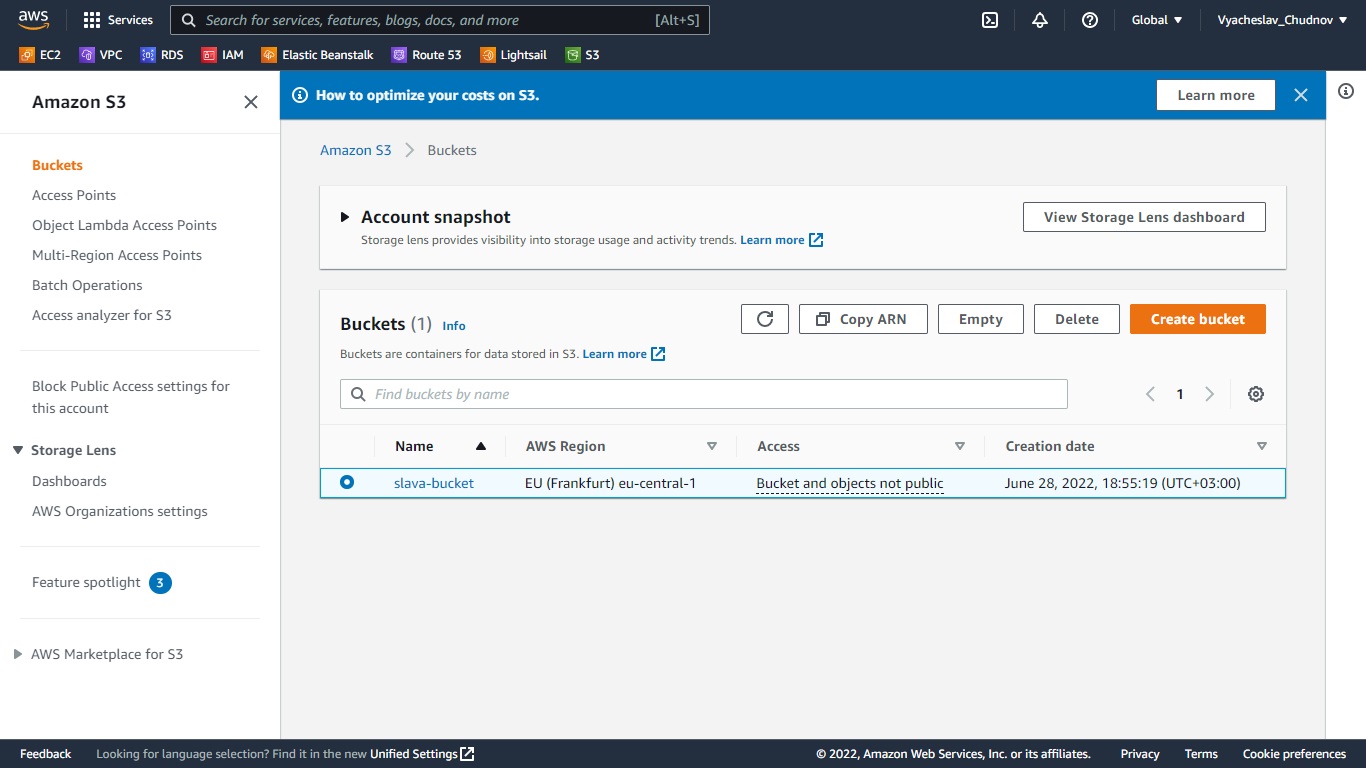 aws
Services
Search for services, features, blogs, docs, and more [Alt+S]
Global
Vyacheslav_Chudnov
EC2 VPC RDS IAM Elastic Beanstalk Route 53 Lightsail S3
Amazon S3
Buckets
Access Points
Object Lambda Access Points
Multi-Region Access Points
Batch Operations
Access analyzer for S3
Block Public Access settings for
this account
Storage Lens
Dashboards
AWS Organizations settings
Feature spotlight 3
AWS Marketplace for S3
How to optimize your costs on S3.
Learn more
Amazon S3 > Buckets
Account snapshot
Storage lens provides visibility into storage usage and activity trends. Learn more
View Storage Lens dashboard
Buckets (1) Info
Copy ARN
Empty
Delete
Create bucket
Buckets are containers for data stored in S3. Learn more
Find buckets by name
1
Name AWS Region Access Creation date
slava-bucket EU (Frankfurt) eu-central-1 Bucket and objects not public June 28, 2022, 18:55:19 (UTC+03:00)
Feedback Looking for language selection? Find it in the new Unified Settings
© 2022, Amazon Web Services, Inc. or its affiliates. Privacy Terms Cookie preferences